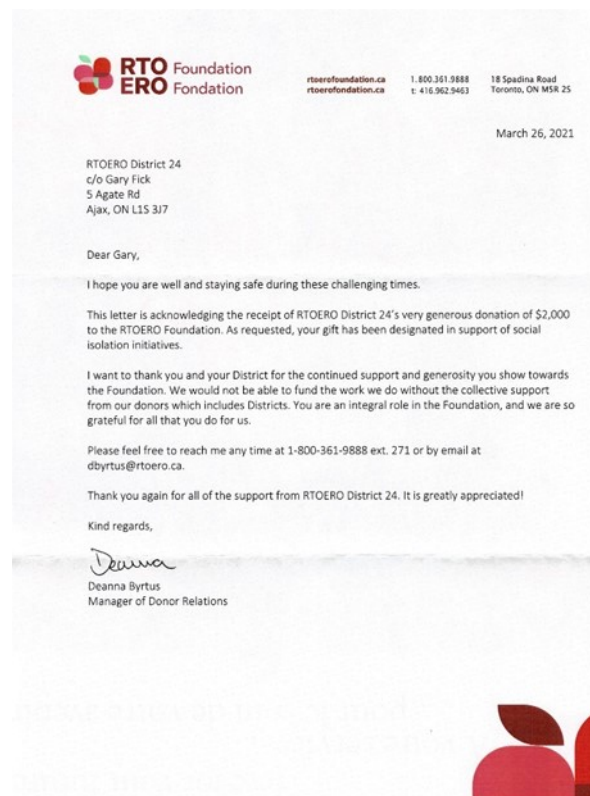 RTO Foundation
ERO Fondation
rtoerofoundation.ca
rtoerofondation.ca
1.800.361.9888
t: 416.962.9463
18 Spadina Road
Toronto, ON M5R 2S
March 26, 2021
RTOERO District 24
c/o Gary Fick
5 Agate Rd
Ajax, ON L1S 3J7
Dear Gary,
I hope you are well and staying safe during these challenging times.
This letter is acknowledging the receipt of RTOERO District 24's very generous donation of $2,000
to the RTOERO Foundation. As requested, your gift has been designated in support of social
isolation initiatives.
I want to thank you and your District for the continued support and generosity you show towards
the Foundation. We would not be able to fund the work we do without the collective support
from our donors which includes Districts. You are an integral role in the Foundation, and we are so
grateful for all that you do for us.
Please feel free to reach me any time at 1-800-361-9888 ext. 271 or by email at
dbyrtus@rtoero.ca.
Thank you again for all of the support from RTOERO District 24. It is greatly appreciated!
Kind regards,
Deanna
Deanna Byrtus
Manager of Donor Relations